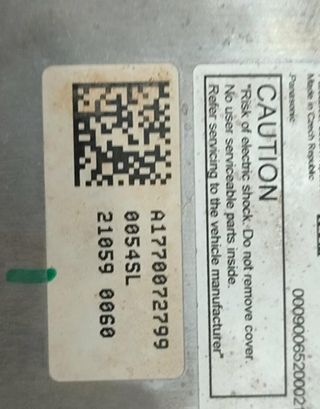 Made in Czech Republic
Panasonic
CAUTION
"Risk of electric shock. Do not remove cover.
No user serviceable parts inside.
Refer servicing to the vehicle manufacturer"
A1770072799
0054SL
21059 0060